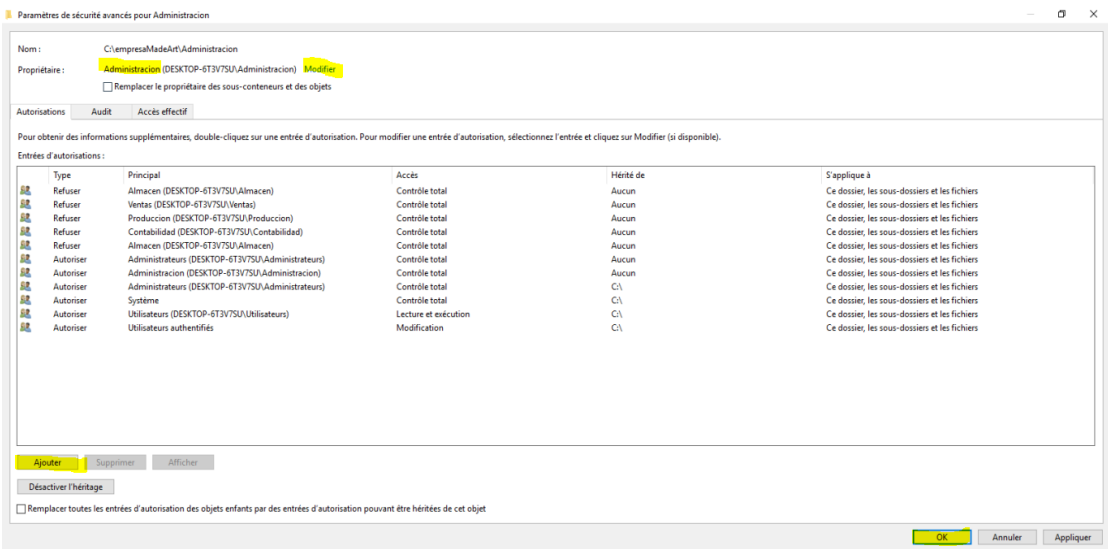 Paramètres de sécurité avancés pour Administracion
Nom : C:\empresaMadeArt\Administracion
Propriétaire : Administracion (DESKTOP-6T3V7SU\Administracion) Modifier
Remplacer le propriétaire des sous-conteneurs et des objets
Autorisations Audit Accès effectif
Pour obtenir des informations supplémentaires, double-cliquez sur une entrée d'autorisation. Pour modifier une entrée d'autorisation, sélectionnez l'entrée et cliquez sur Modifier (si disponible).
Entrées d'autorisations :
Type Principal Accès Hérité de S'applique à
Refuser Almacen (DESKTOP-6T3V7SU\Almacen) Contrôle total Aucun Ce dossier, les sous-dossiers et les fichiers
Refuser Ventas (DESKTOP-6T3V7SU\Ventas) Contrôle total Aucun Ce dossier, les sous-dossiers et les fichiers
Refuser Produccion (DESKTOP-6T3V7SU\Produccion) Contrôle total Aucun Ce dossier, les sous-dossiers et les fichiers
Refuser Contabilidad (DESKTOP-6T3V7SU\Contabilidad) Contrôle total Aucun Ce dossier, les sous-dossiers et les fichiers
Refuser Almacen (DESKTOP-6T3V7SU\Almacen) Contrôle total Aucun Ce dossier, les sous-dossiers et les fichiers
Autoriser Administrateurs (DESKTOP-6T3V7SU\Administrateurs) Contrôle total Aucun Ce dossier, les sous-dossiers et les fichiers
Autoriser Administracion (DESKTOP-6T3V7SU\Administracion) Contrôle total Aucun Ce dossier, les sous-dossiers et les fichiers
Autoriser Administrateurs (DESKTOP-6T3V7SU\Administrateurs) Contrôle total C:\ Ce dossier, les sous-dossiers et les fichiers
Autoriser Système Contrôle total C:\ Ce dossier, les sous-dossiers et les fichiers
Autoriser Utilisateurs (DESKTOP-6T3V7SU\Utilisateurs) Lecture et exécution C:\ Ce dossier, les sous-dossiers et les fichiers
Autoriser Utilisateurs authentifiés Modification C:\ Ce dossier, les sous-dossiers et les fichiers
Ajouter Supprimer Afficher
Désactiver l'héritage
Remplacer toutes les entrées d'autorisation des objets enfants par des entrées d'autorisation pouvant être héritées de cet objet
OK Annuler Appliquer